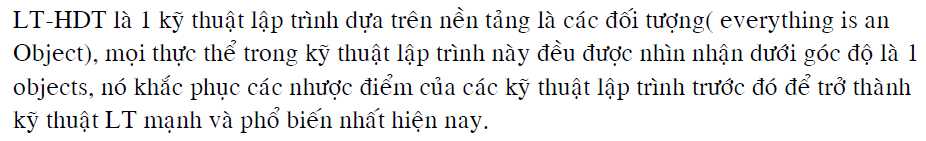 LT-HDT là 1 kỹ thuật lập trình dựa trên nền tảng là các đối tượng( everything is an
Object), mọi thực thể trong kỹ thuật lập trình này đều được nhìn nhận dưới góc độ là 1
objects, nó khắc phục các nhược điểm của các kỹ thuật lập trình trước đó để trở thành
kỹ thuật LT mạnh và phổ biến nhất hiện nay.